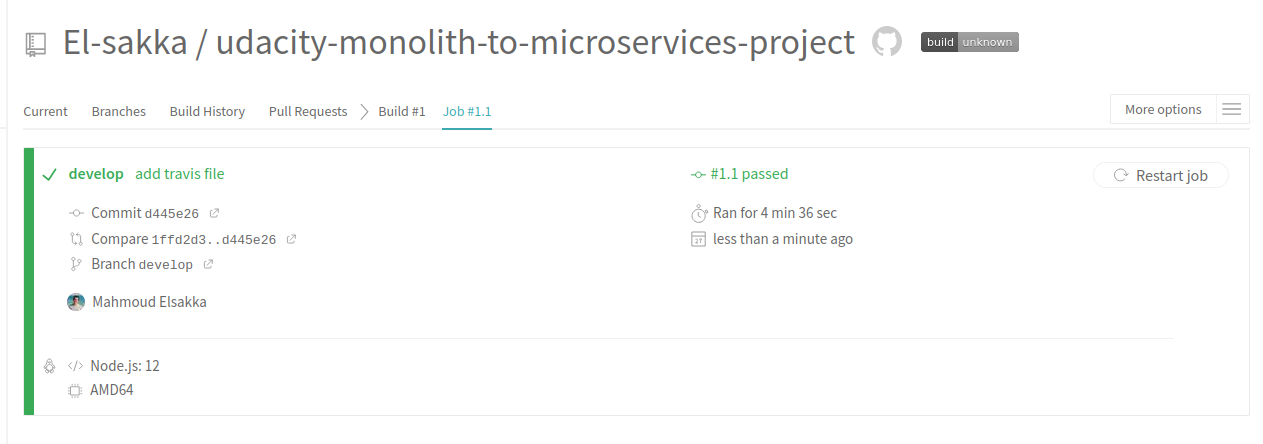 El-sakka / udacity-monolith-to-microservices-project build unknown
Current Branches Build History Pull Requests Build #1 Job #1.1 More options
develop add travis file #1.1 passed Restart job
Commit d445e26 Ran for 4 min 36 sec
Compare 1ffd2d3..d445e26 less than a minute ago
Branch develop
Mahmoud Elsakka
Node.js: 12
AMD64